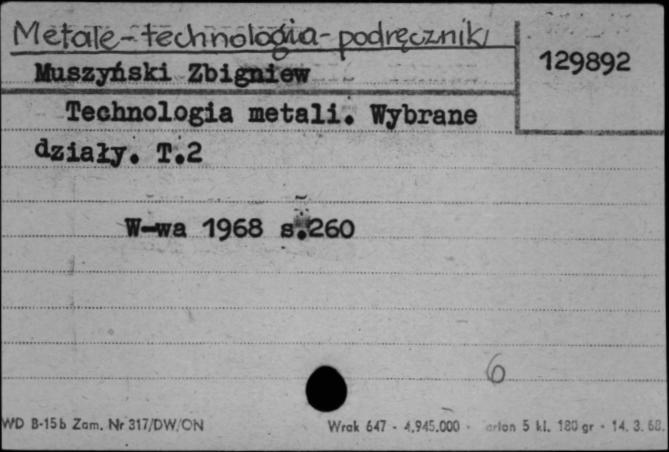 Metale-technologia-podręczniki
129892
Muszyński Zbigniew
Technologia metali. Wybrane
działy. T.2
W-wa 1968 s.260
6
WD B-15b Zam. Nr 317/DW/ON
Wrak 647 - 4.945.000 - 5 kl. 180 gr - 14. 3. 68.